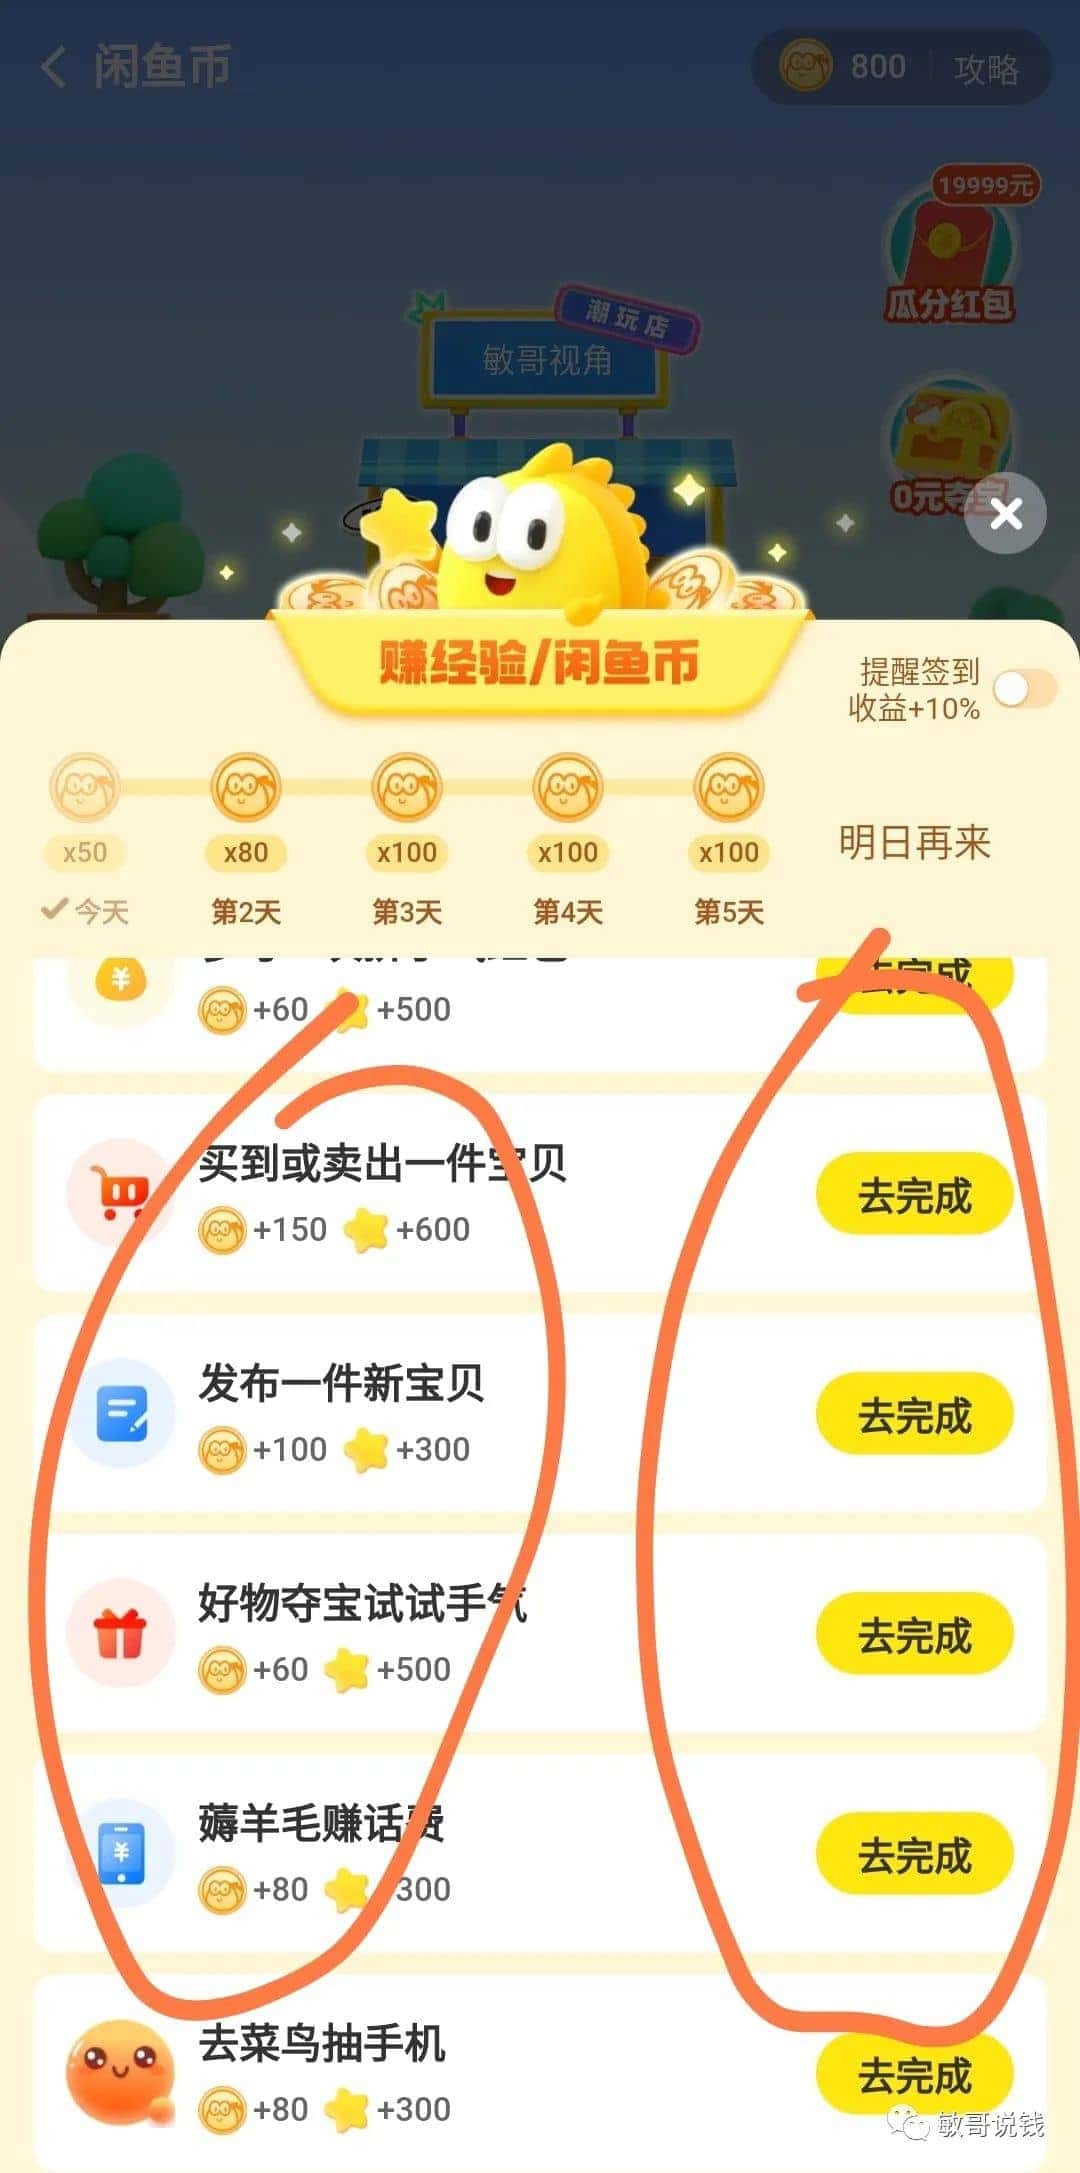 闲鱼币
800
攻略
19999元
瓜分红包
潮玩店
敏哥视角
0元夺宝
赚经验/闲鱼币
提醒签到
收益+10%
x50
x80
x100
x100
x100
明日再来
今天
第2天
第3天
第4天
第5天
去完成
+60 +500
买到或卖出一件宝贝
+150 +600
去完成
发布一件新宝贝
+100 +300
去完成
好物夺宝试试手气
+60 +500
去完成
薅羊毛赚话费
+80 +300
去完成
去菜鸟抽手机
+80 +300
去完成
敏哥说钱